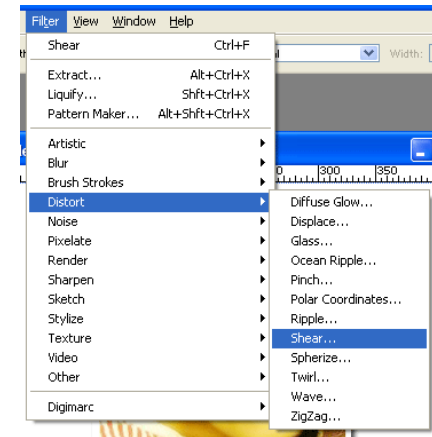 Filter View Window Help
Width:
Shear Ctrl+F
Extract... Alt+Ctrl+X
Liquify... Shft+Ctrl+X
Pattern Maker... Alt+Shft+Ctrl+X
Artistic
Blur
300 350
Brush Strokes
Distort
Diffuse Glow...
Noise
Displace...
Pixelate
Glass...
Render
Ocean Ripple...
Sharpen
Pinch...
Sketch
Polar Coordinates...
Stylize
Ripple...
Texture
Shear...
Video
Spherize...
Other
Twirl...
Wave...
Digimarc
ZigZag...